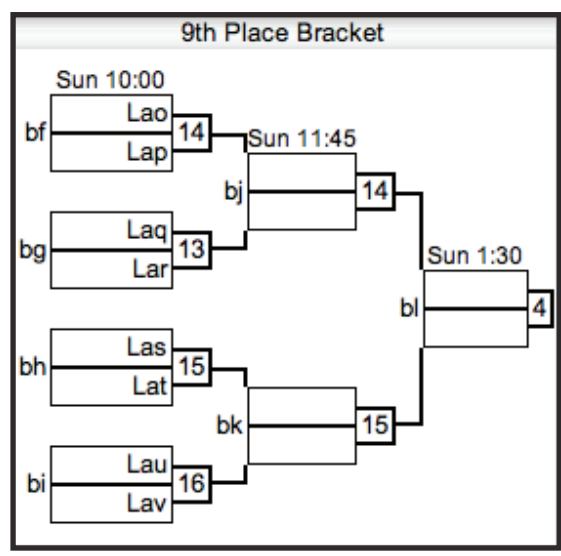 9th Place Bracket
Sun 10:00
Lao
bf 14
Lap
Sun 11:45
bj 14
Laq
bg 13
Lar
Sun 1:30
bl 4
Las
bh 15
Lat
bk 15
Lau
bi 16
Lav